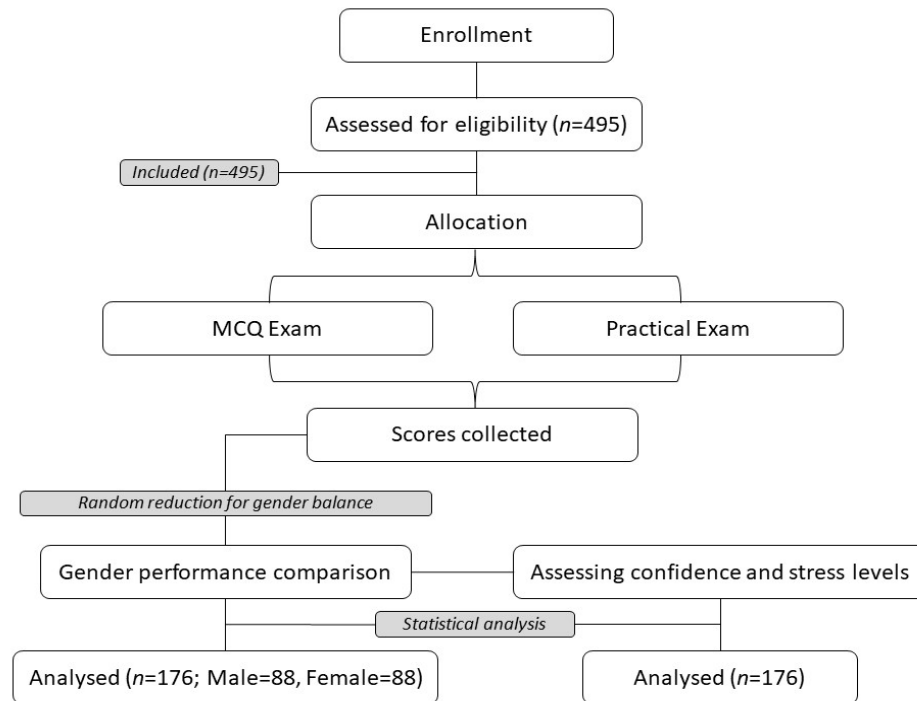 Enrollment
Assessed for eligibility (n=495)
Included (n=495)
Allocation
MCQ Exam
Practical Exam
Scores collected
Random reduction for gender balance
Gender performance comparison
Assessing confidence and stress levels
Statistical analysis
Analysed (n=176; Male=88, Female=88)
Analysed (n=176)